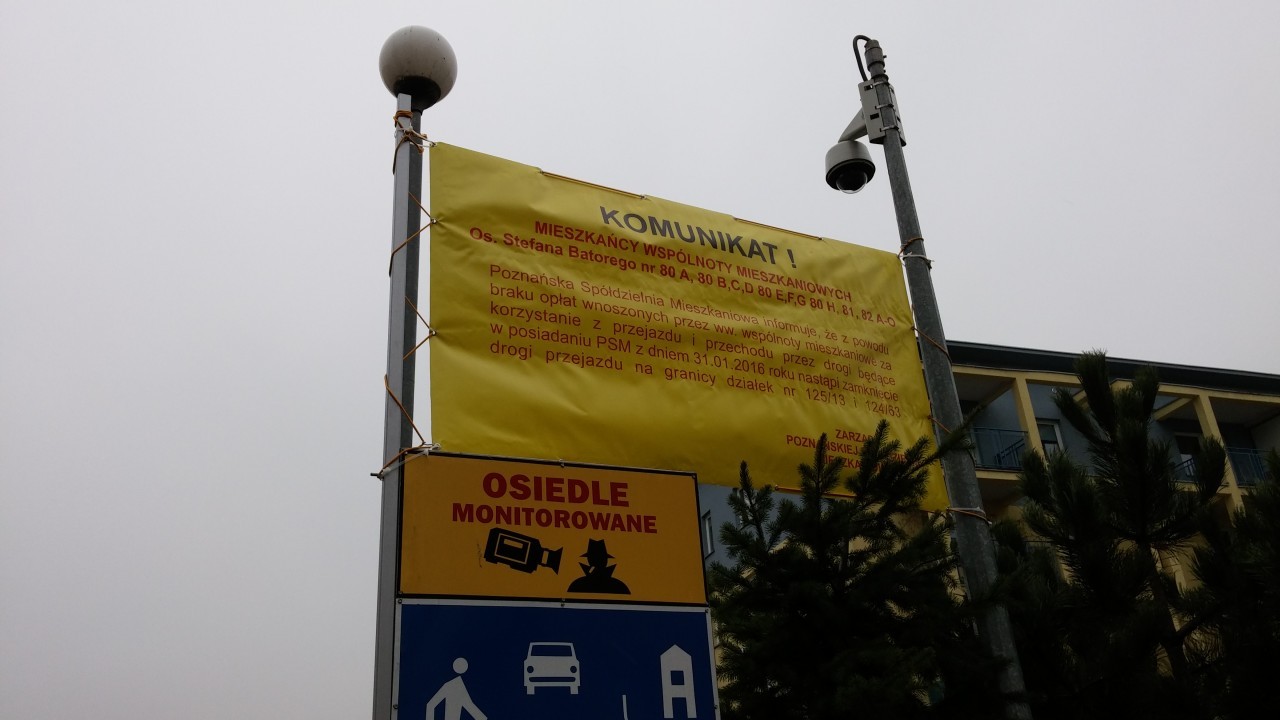 KOMUNIKAT !
MIESZKAŃCY WSPÓLNOTY MIESZKANIOWYCH
Os. Stefana Batorego nr 80 A, 80 B,C,D 80 E,F,G 80 H, 81, 82 A-O
Poznańska Spółdzielnia Mieszkaniowa informuje, że z powodu
braku opłat wnoszonych przez ww. wspólnoty mieszkaniowe za
korzystanie z przejazdu i przechodu przez drogi będące
w posiadaniu PSM z dniem 31.01.2016 roku nastąpi zamknięcie
drogi przejazdu na granicy działek nr 125/13 i 124/63
OSIEDLE
MONITOROWANE